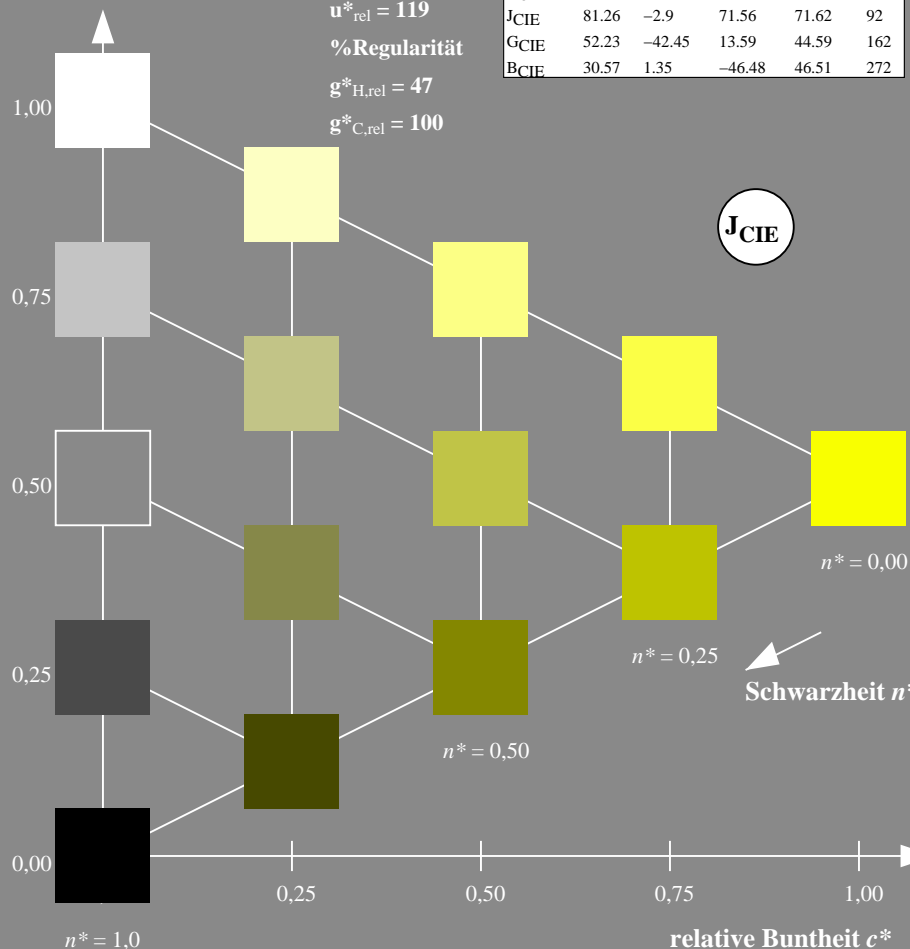 u*rel = 119
%Regularität
g*H,rel = 47
g*C,rel = 100
JCIE 81.26 −2.9 71.56 71.62 92
GCIE 52.23 −42.45 13.59 44.59 162
BCIE 30.57 1.35 −46.48 46.51 272
1,00
JCIE
0,75
0,50
n* = 0,00
n* = 0,25
0,25
Schwarzheit n*
n* = 0,50
0,00
0,25 0,50 0,75 1,00
n* = 1,0
relative Buntheit c*